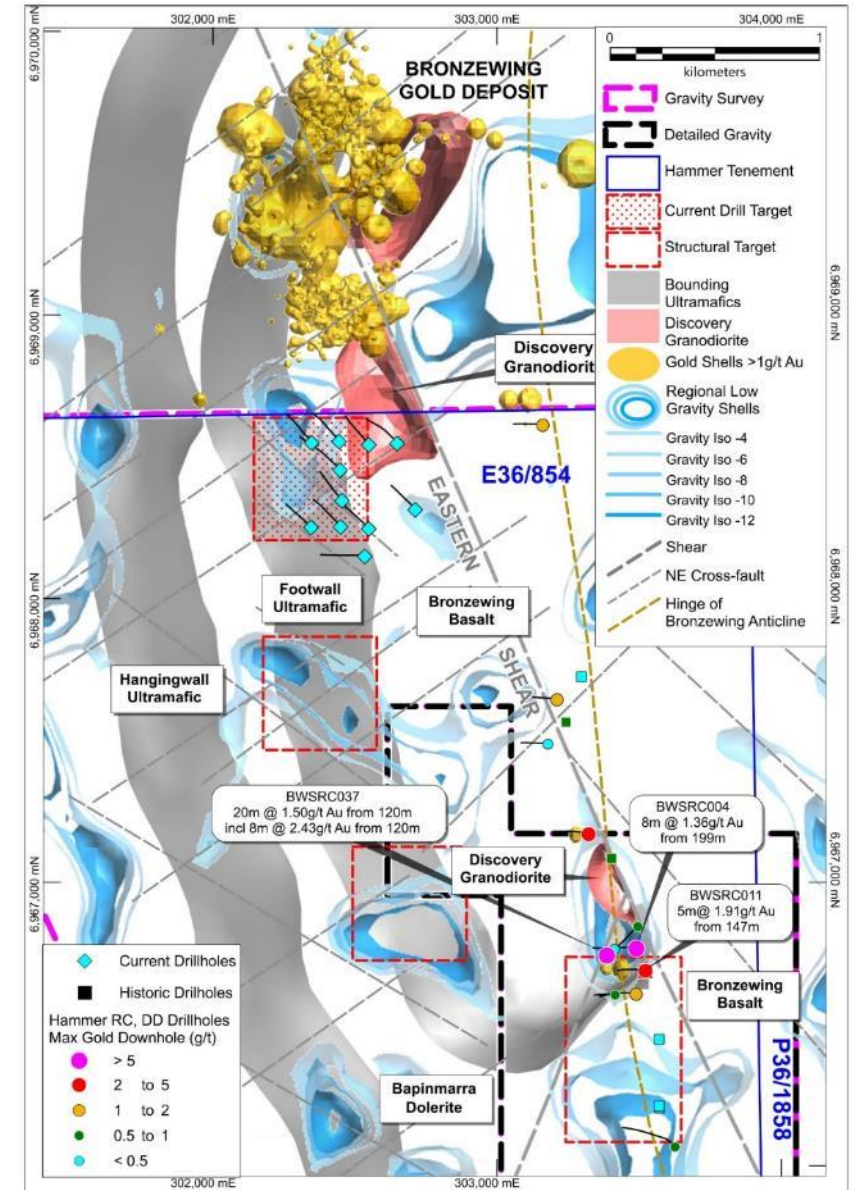 302,000 mE
303,000 mE
304,000 mE
6,970,000 mN
BRONZEWING
GOLD DEPOSIT
0
1
kilometers
Gravity Survey
Detailed Gravity
Hammer Tenement
Current Drill Target
Structural Target
Bounding
Ultramafics
Discovery
Granodiorite
Gold Shells >1g/t Au
Regional Low
Gravity Shells
Gravity Iso -4
Gravity Iso -6
Gravity Iso -8
Gravity Iso -10
Gravity Iso -12
Shear
NE Cross-fault
Hinge of
Bronzewing Anticline
6,969,000 mN
6,969,000 mN
Discovery
Granodiorit
E36/854
EASTERN
SHEAR
6,968,000 mN
6,968,000 mN
Footwall
Ultramafic
Bronzewing
Basalt
Hangingwall
Ultramafic
BWSRC037
20m @ 1.50g/t Au from 120m
incl 8m @ 2.43g/t Au from 120m
BWSRC004
8m @ 1.36g/t Au
from 199m
6,967,000 mN
6,967,000 mN
Discovery
Granodiorite
BWSRC011
5m@ 1.91g/t Au
from 147m
Bronzewing
Basalt
Current Drillholes
Historic Drilholes
Hammer RC, DD Drillholes
Max Gold Downhole (g/t)
> 5
2 to 5
1 to 2
0.5 to 1
< 0.5
Bapinmarra
Dolerite
P36/1858
302,000 mE
303,000 mE